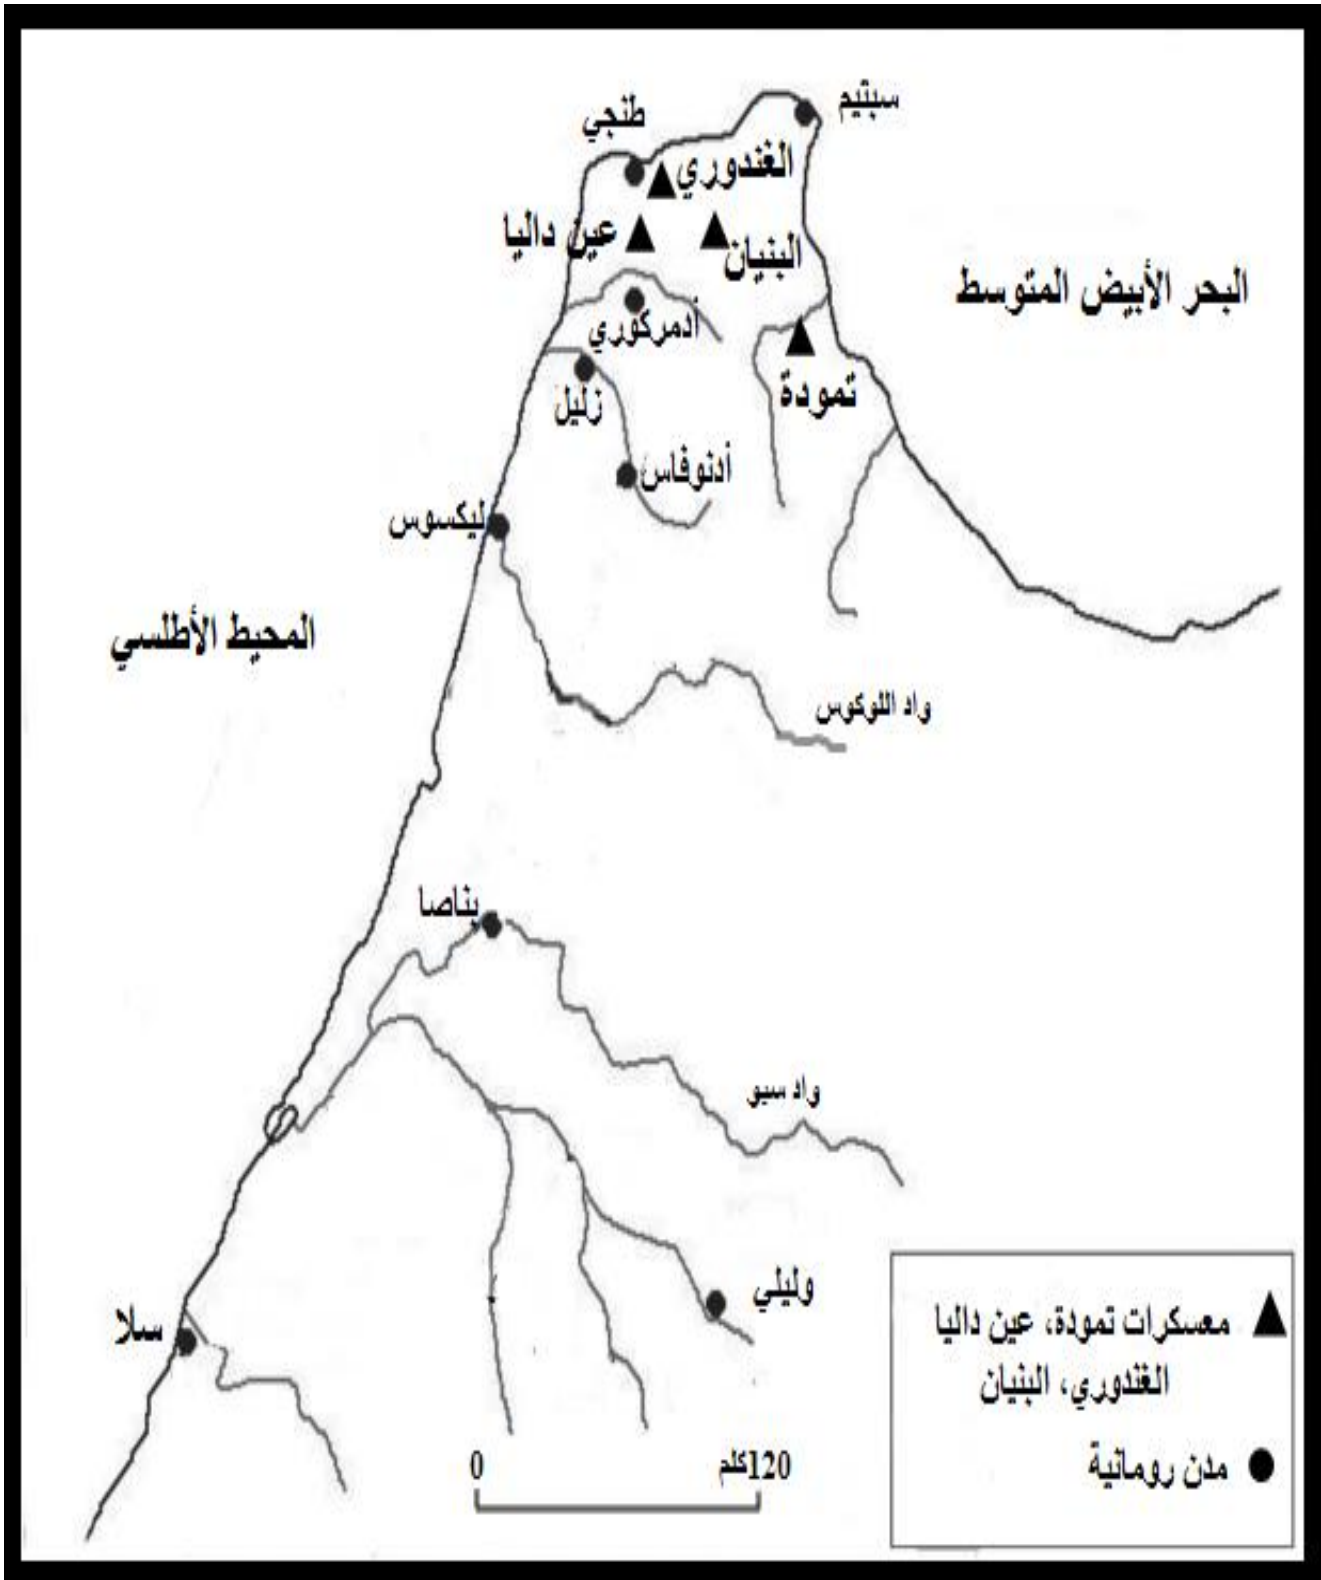 سبتيم
طنجي
الغندوري
عين داليا
البنيان
البحر الأبيض المتوسط
أدمركوري
زليل
تمودة
أدنوفاس
ليكسوس
المحيط الأطلسي
واد اللوكوس
بناصا
واد سبو
وليلي
سلا
معسكرات تمودة، عين داليا
الغندوري، البنيان
مدن رومانية
0
120كلم